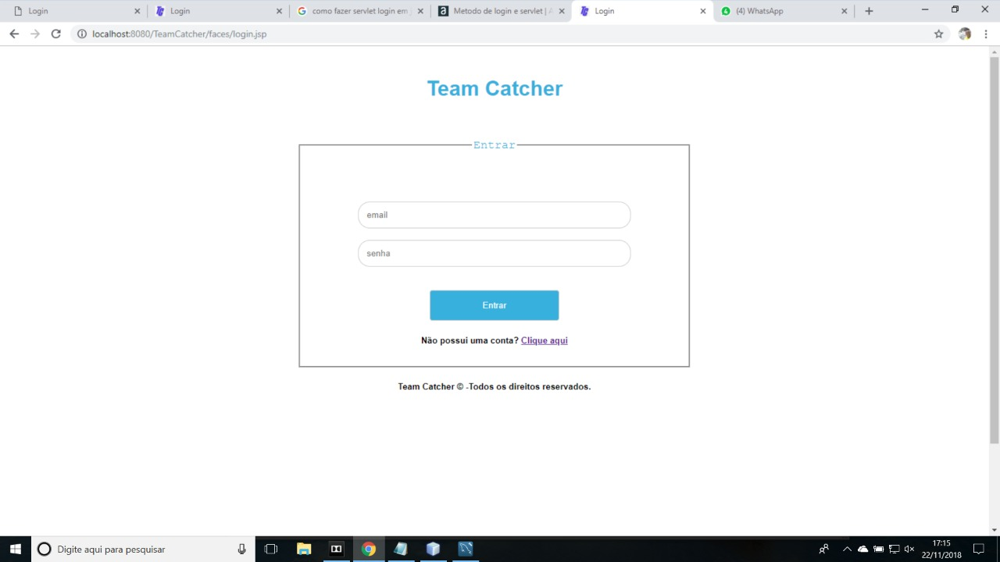 Login
Login
como fazer servlet login em j
Metodo de login e servlet | A
Login
(4) WhatsApp
localhost:8080/TeamCatcher/faces/login.jsp
Team Catcher
Entrar
email
senha
Entrar
Não possui uma conta? Clique aqui
Team Catcher © -Todos os direitos reservados.
Digite aqui para pesquisar
17:15
22/11/2018